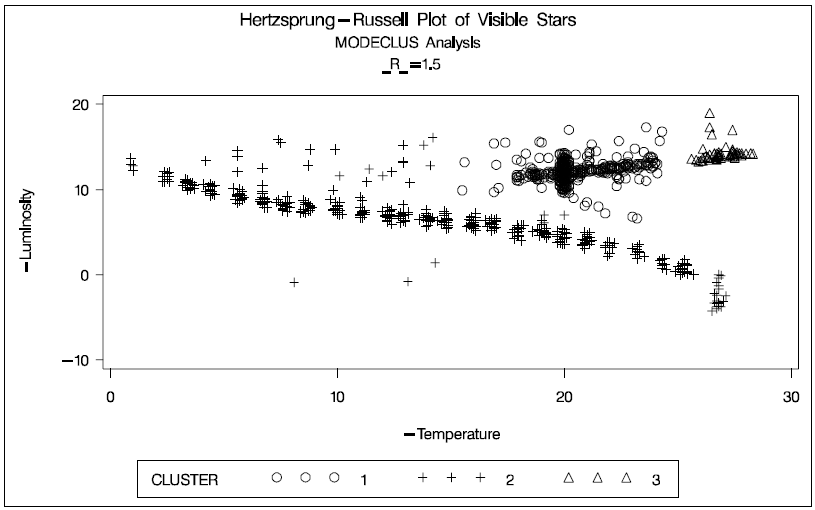 Hertzsprung–Russell Plot of Visible Stars
MODECLUS Analysis
_R_=1.5
20
10
0
–10
–Luminosity
0 10 20 30
–Temperature
CLUSTER 1 2 3